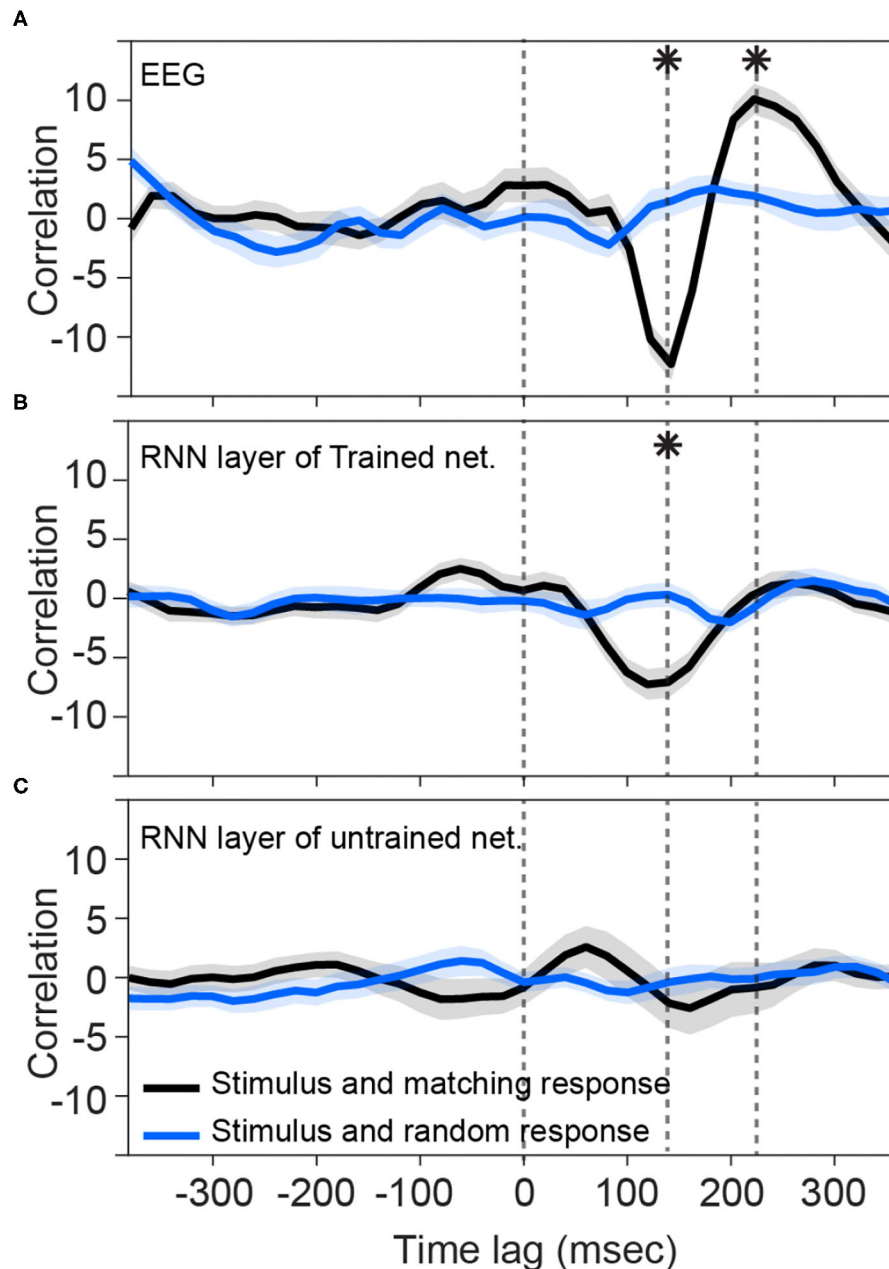 A
EEG
10
5
0
-5
-10
Correlation
B
RNN layer of Trained net.
10
5
0
-5
-10
Correlation
C
RNN layer of untrained net.
10
5
0
-5
-10
Correlation
Stimulus and matching response
Stimulus and random response
-300 -200 -100 0 100 200 300
Time lag (msec)